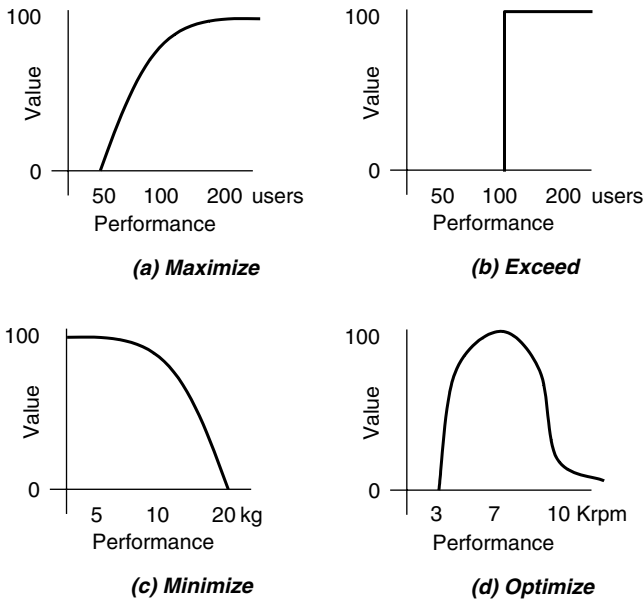 100
Value
0
50 100 200 users
Performance
(a) Maximize
100
Value
0
50 100 200 users
Performance
(b) Exceed
100
Value
0
5 10 20 kg
Performance
(c) Minimize
100
Value
0
3 7 10 Krpm
Performance
(d) Optimize